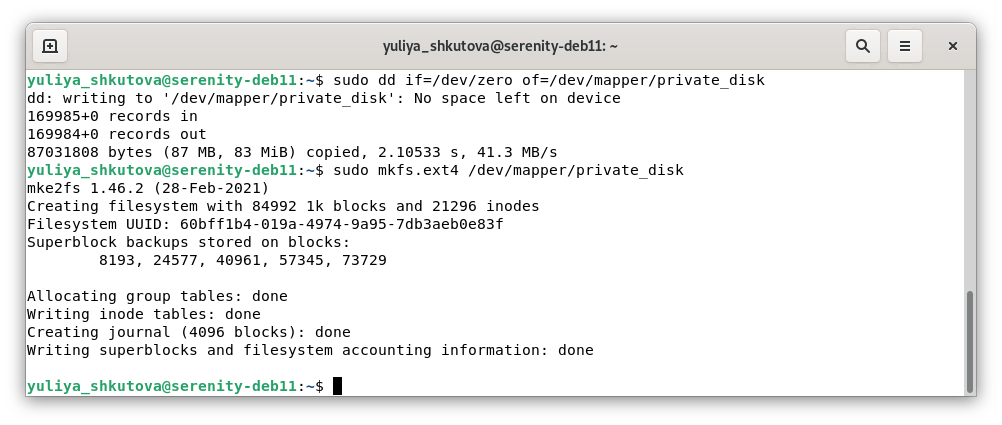 yuliya_shkutova@serenity-deb11: ~
yuliya_shkutova@serenity-deb11:~$ sudo dd if=/dev/zero of=/dev/mapper/private_disk
dd: writing to '/dev/mapper/private_disk': No space left on device
169985+0 records in
169984+0 records out
87031808 bytes (87 MB, 83 MiB) copied, 2.10533 s, 41.3 MB/s
yuliya_shkutova@serenity-deb11:~$ sudo mkfs.ext4 /dev/mapper/private_disk
mke2fs 1.46.2 (28-Feb-2021)
Creating filesystem with 84992 1k blocks and 21296 inodes
Filesystem UUID: 60bff1b4-019a-4974-9a95-7db3aeb0e83f
Superblock backups stored on blocks:
        8193, 24577, 40961, 57345, 73729
Allocating group tables: done
Writing inode tables: done
Creating journal (4096 blocks): done
Writing superblocks and filesystem accounting information: done
yuliya_shkutova@serenity-deb11:~$